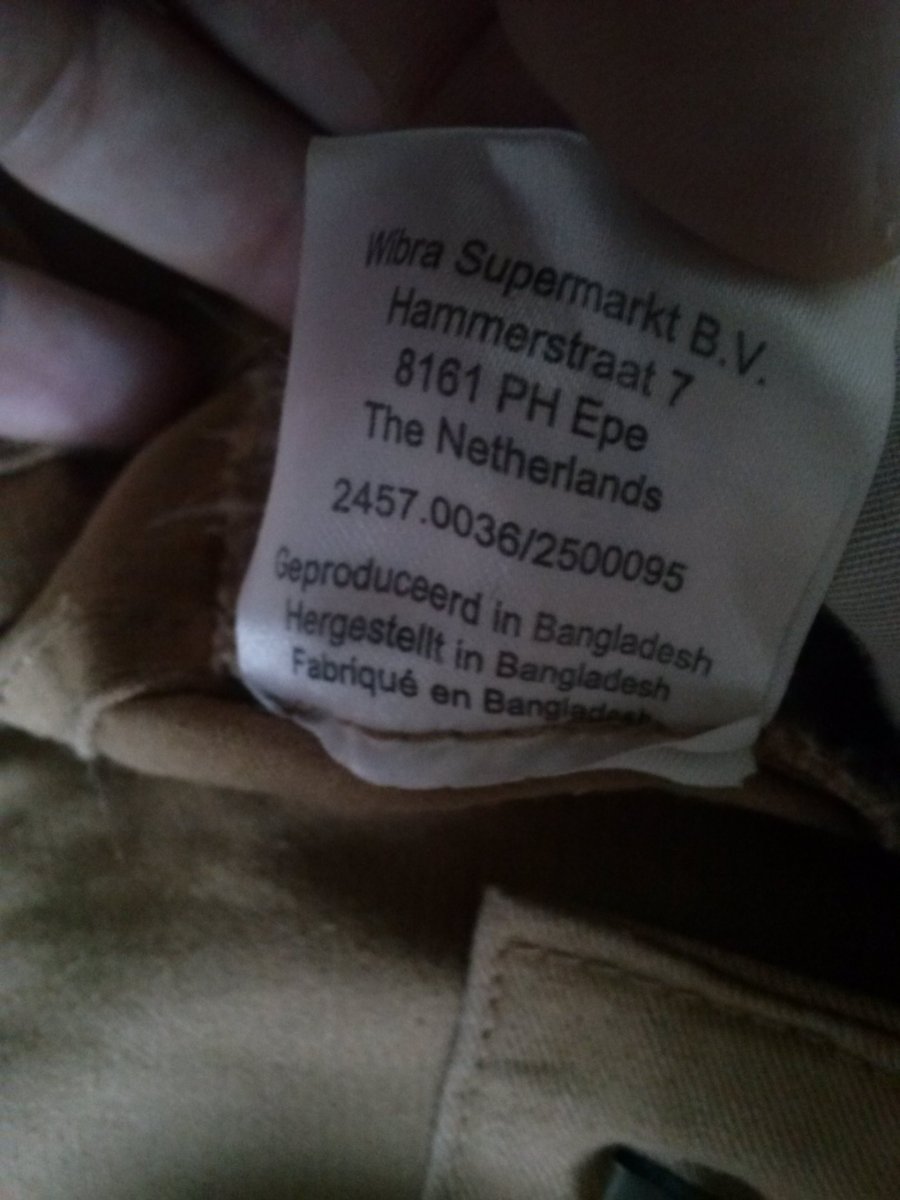 Wibra Supermarkt B.V.
Hammerstraat 7
8161 PH Epe
The Netherlands
2457.0036/2500095
Geproduceerd in Bangladesh
Hergestellt in Bangladesh
Fabriqué en Bangladesh